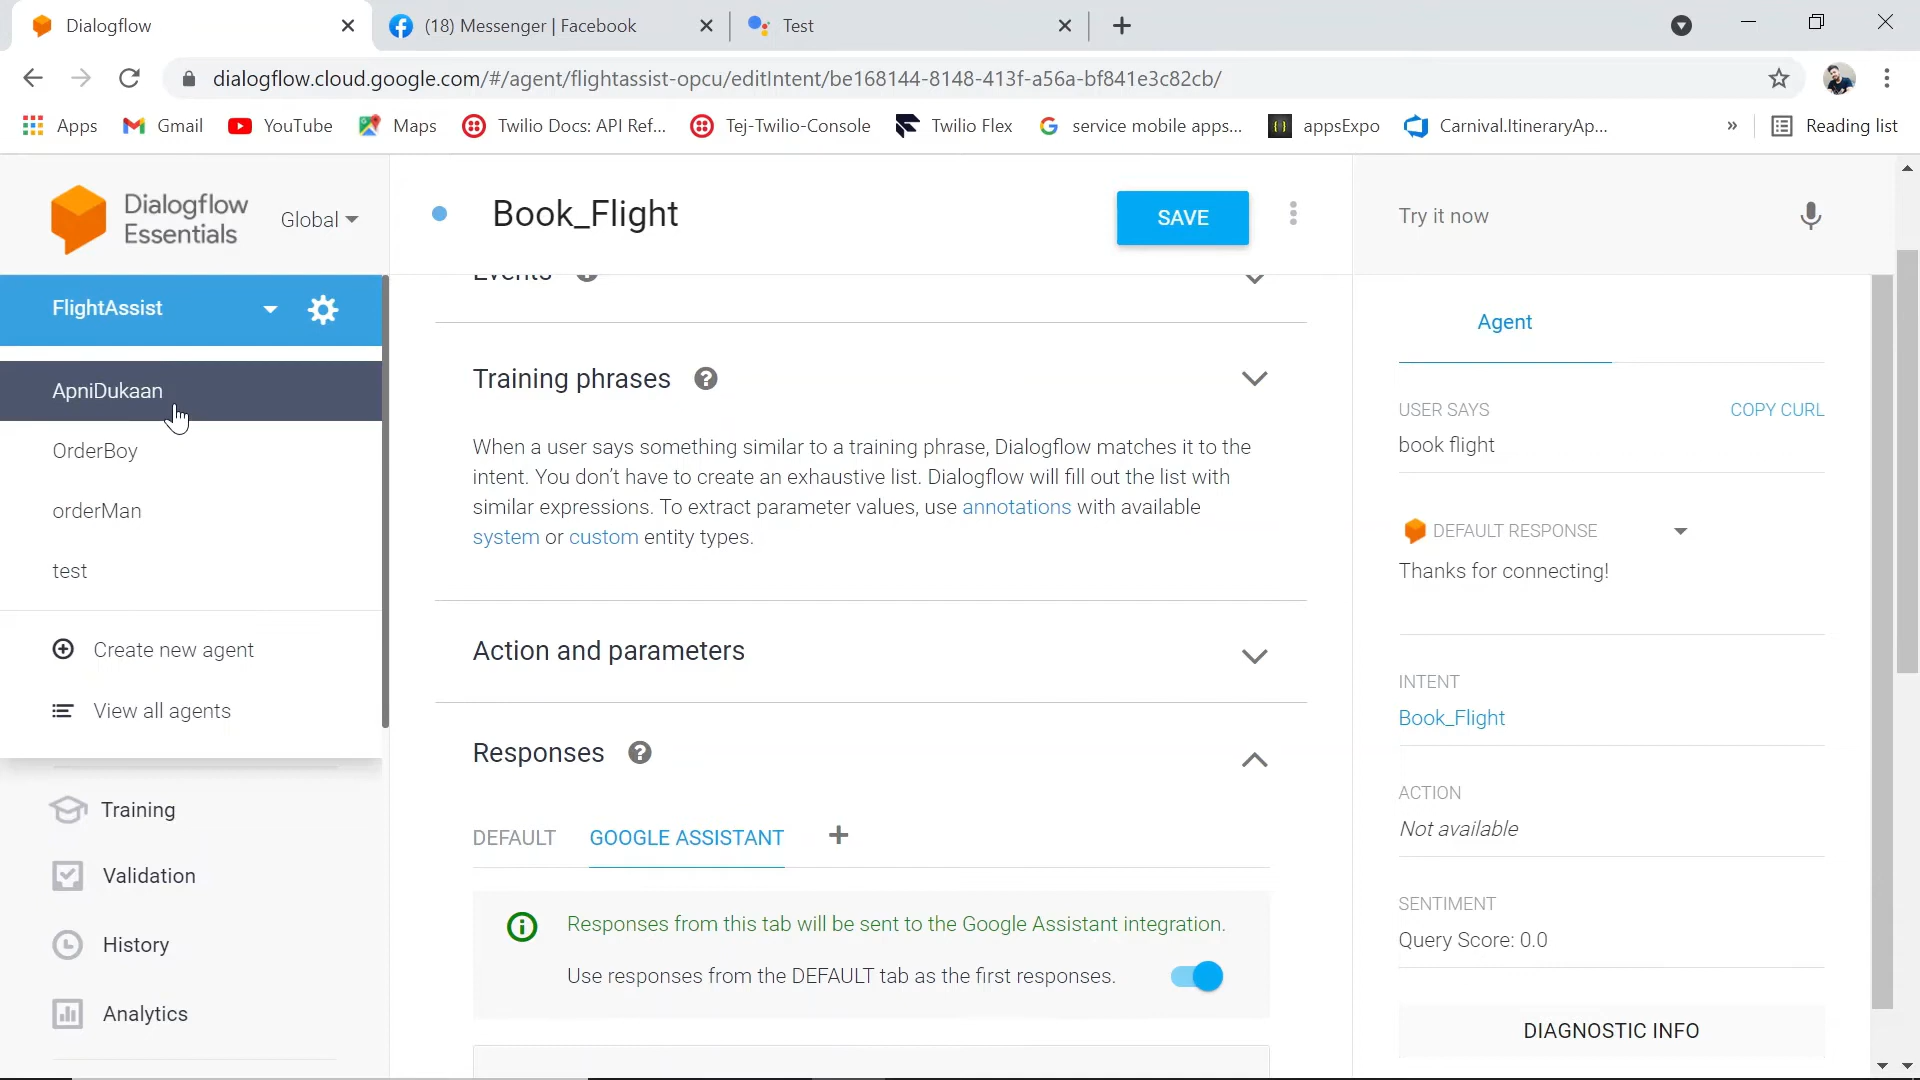 Dialogflow
(18) Messenger | Facebook
Test
dialogflow.cloud.google.com/#/agent/flightassist-opcu/editIntent/be168144-8148-413f-a56a-bf841e3c82cb/
Apps
Gmail
YouTube
Maps
Twilio Docs: API Ref...
Tej-Twilio-Console
Twilio Flex
service mobile apps...
appsExpo
Carnival.ItineraryAp...
»
Reading list
Dialogflow
Essentials
Global
FlightAssist
ApniDukaan
OrderBoy
orderMan
test
Create new agent
View all agents
Training
Validation
History
Analytics
Book_Flight
SAVE
Events
Training phrases
When a user says something similar to a training phrase, Dialogflow matches it to the
intent. You don't have to create an exhaustive list. Dialogflow will fill out the list with
similar expressions. To extract parameter values, use annotations with available
system or custom entity types.
Action and parameters
Responses
DEFAULT
GOOGLE ASSISTANT
Responses from this tab will be sent to the Google Assistant integration.
Use responses from the DEFAULT tab as the first responses.
Try it now
Agent
USER SAYS
COPY CURL
book flight
DEFAULT RESPONSE
Thanks for connecting!
INTENT
Book_Flight
ACTION
Not available
SENTIMENT
Query Score: 0.0
DIAGNOSTIC INFO